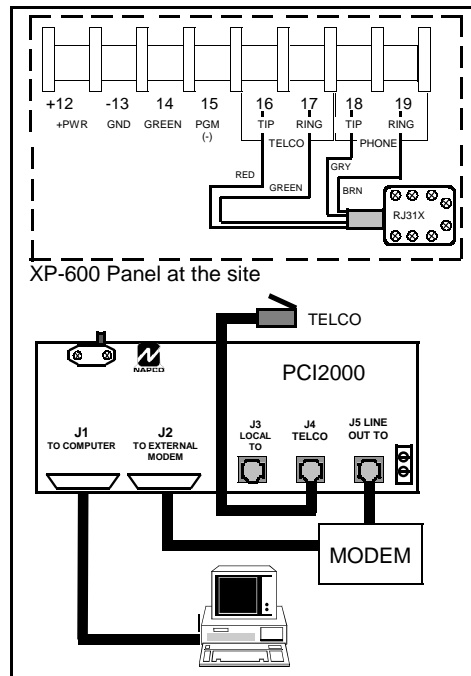 +12 -13 14 15 16 17 18 19
+PWR GND GREEN PGM TIP RING TIP RING
(-)
TELCO PHONE
RED
GRY
GREEN
BRN
RJ31X
XP-600 Panel at the site
TELCO
NAPCO
PCI2000
J1
TO COMPUTER
J2
TO EXTERNAL
MODEM
J3
LOCAL
TO
J4
TELCO
J5 LINE
OUT TO
MODEM